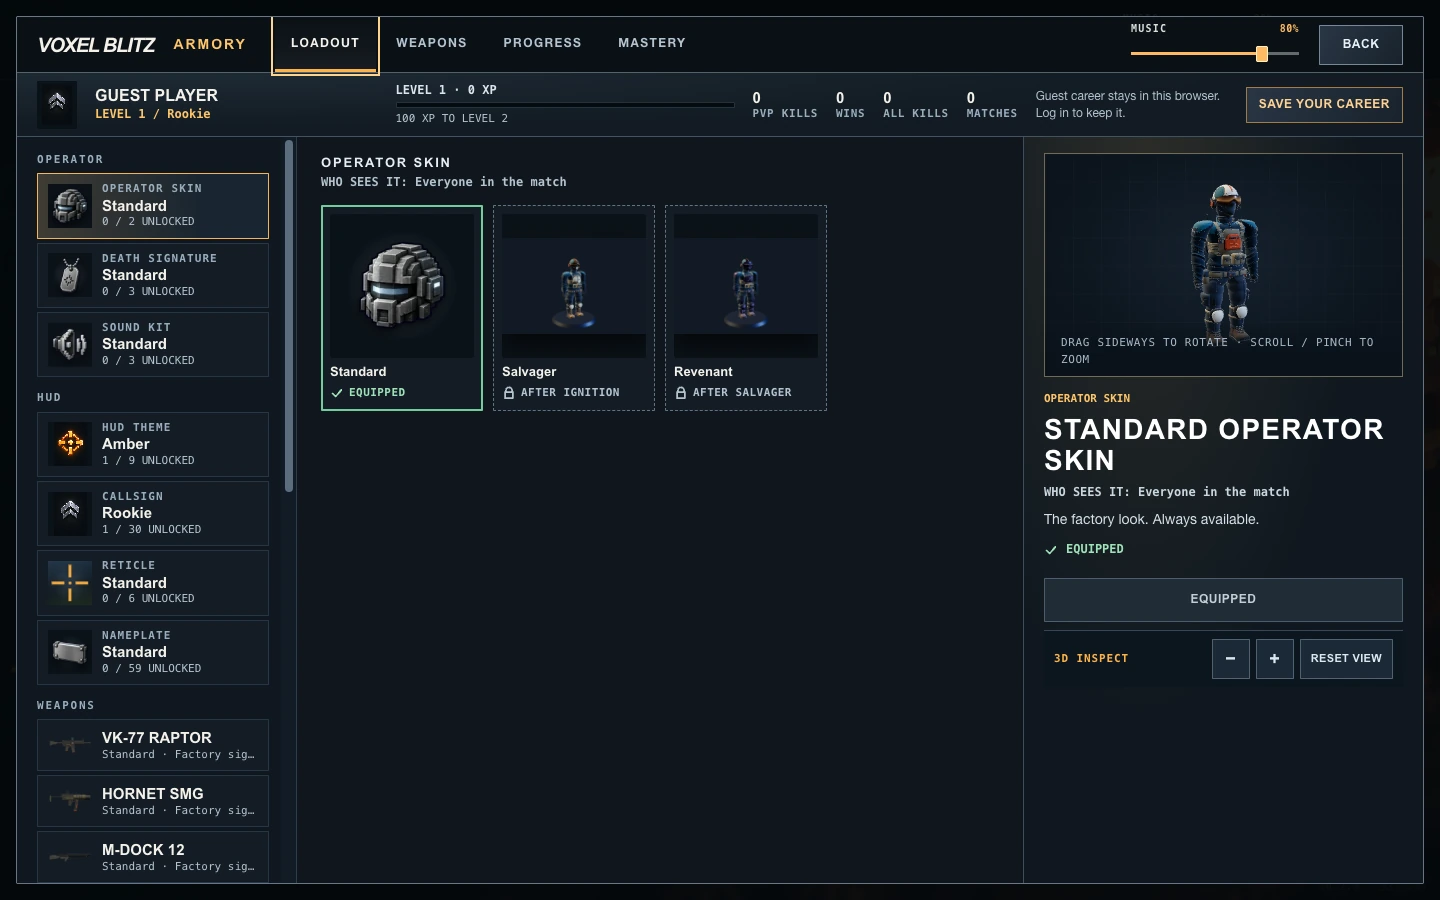 VOXEL BLITZ ARMORY
LOADOUT
WEAPONS
PROGRESS
MASTERY
MUSIC 80%
BACK
GUEST PLAYER
LEVEL 1 / Rookie
LEVEL 1 · 0 XP
100 XP TO LEVEL 2
0 PVP KILLS
0 WINS
0 ALL KILLS
0 MATCHES
Guest career stays in this browser.
Log in to keep it.
SAVE YOUR CAREER
OPERATOR
OPERATOR SKIN
Standard
0 / 2 UNLOCKED
DEATH SIGNATURE
Standard
0 / 3 UNLOCKED
SOUND KIT
Standard
0 / 3 UNLOCKED
HUD
HUD THEME
Amber
1 / 9 UNLOCKED
CALLSIGN
Rookie
1 / 30 UNLOCKED
RETICLE
Standard
0 / 6 UNLOCKED
NAMEPLATE
Standard
0 / 59 UNLOCKED
WEAPONS
VK-77 RAPTOR
Standard · Factory sig…
HORNET SMG
Standard · Factory sig…
M-DOCK 12
Standard · Factory sig…
OPERATOR SKIN
WHO SEES IT: Everyone in the match
Standard
EQUIPPED
Salvager
AFTER IGNITION
Revenant
AFTER SALVAGER
DRAG SIDEWAYS TO ROTATE · SCROLL / PINCH TO
ZOOM
OPERATOR SKIN
STANDARD OPERATOR
SKIN
WHO SEES IT: Everyone in the match
The factory look. Always available.
EQUIPPED
EQUIPPED
3D INSPECT
−
+
RESET VIEW